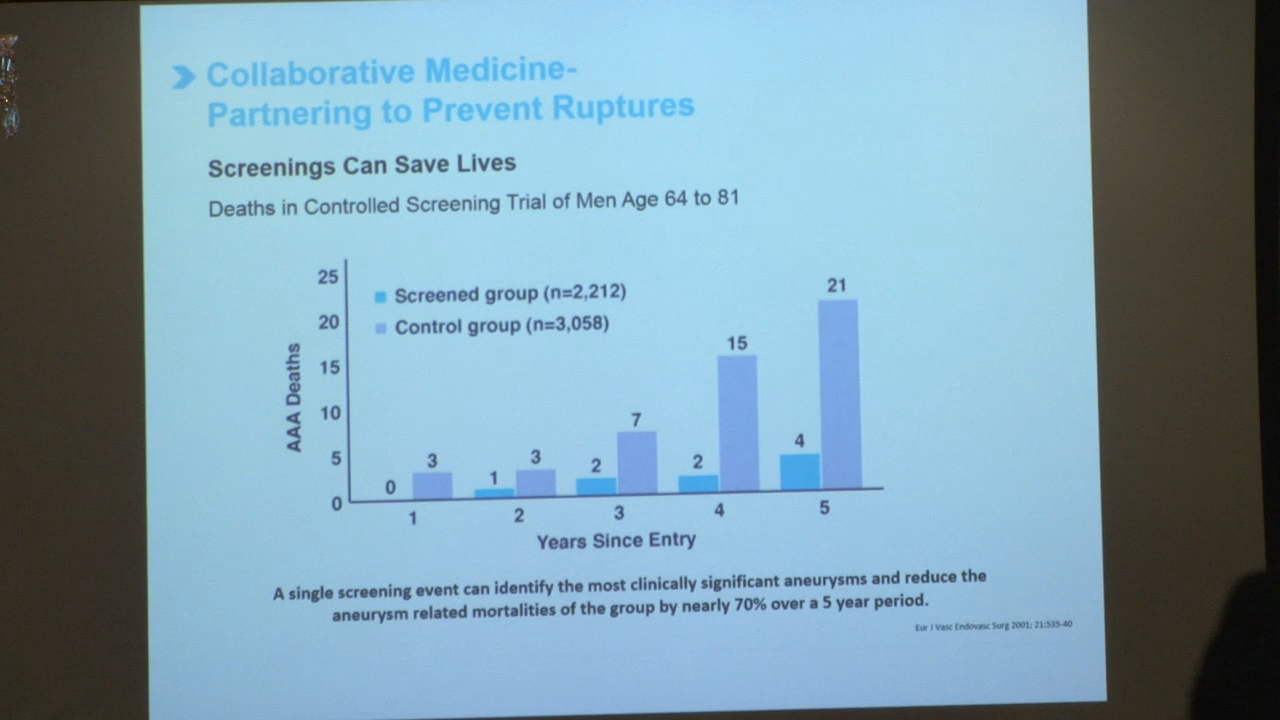 Collaborative Medicine-
Partnering to Prevent Ruptures
Screenings Can Save Lives
Deaths in Controlled Screening Trial of Men Age 64 to 81
Screened group (n=2,212)
Control group (n=3,058)
AAA Deaths
25
20
15
10
5
0
0
3
1
3
2
7
2
15
4
21
1
2
3
4
5
Years Since Entry
A single screening event can identify the most clinically significant aneurysms and reduce the
aneurysm related mortalities of the group by nearly 70% over a 5 year period.
Eur J Vasc Endovasc Surg 2001; 21:535-40